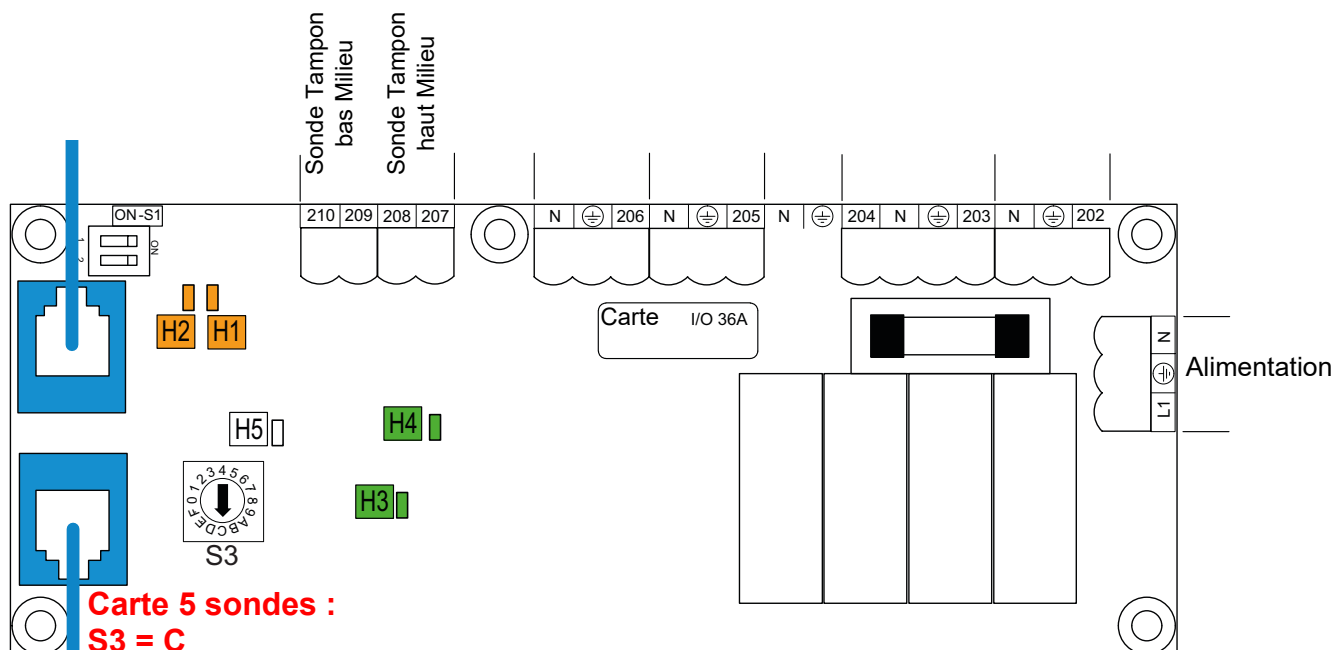 Sonde Tampon
bas Milieu
Sonde Tampon
haut Milieu
ON-S1
1
2
ON
210 209 208 207
N 206 N 205 N 204 N 203 N 202
H2 H1
Carte I/O 36A
N
L1
Alimentation
H5
H4
H3
0123456789ABCDEF
S3
Carte 5 sondes :
S3 = C